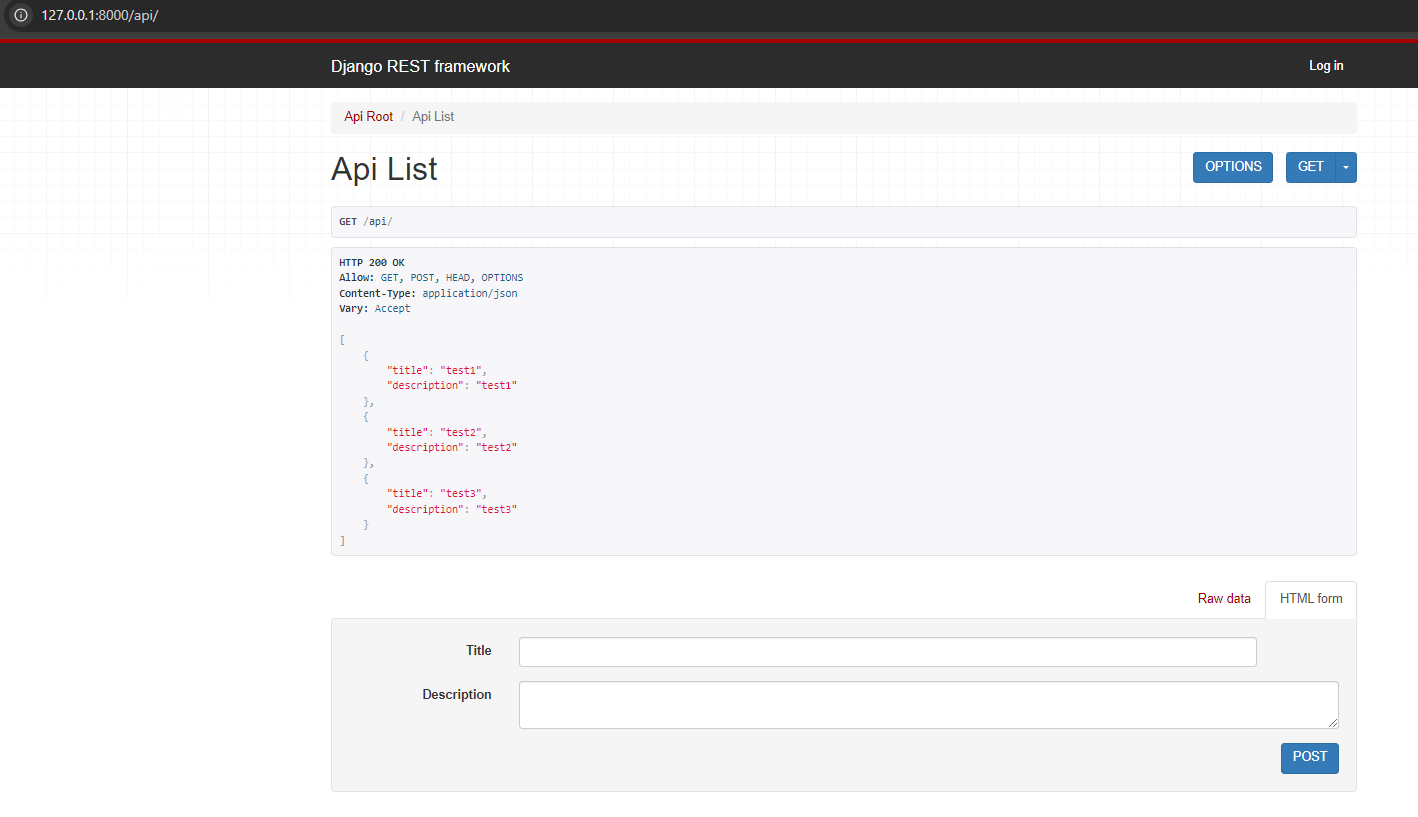 127.0.0.1:8000/api/
Django REST framework Log in
Api Root / Api List
Api List OPTIONS GET
GET /api/
HTTP 200 OK
Allow: GET, POST, HEAD, OPTIONS
Content-Type: application/json
Vary: Accept
[
    {
        "title": "test1",
        "description": "test1"
    },
    {
        "title": "test2",
        "description": "test2"
    },
    {
        "title": "test3",
        "description": "test3"
    }
]
Raw data HTML form
Title
Description
POST